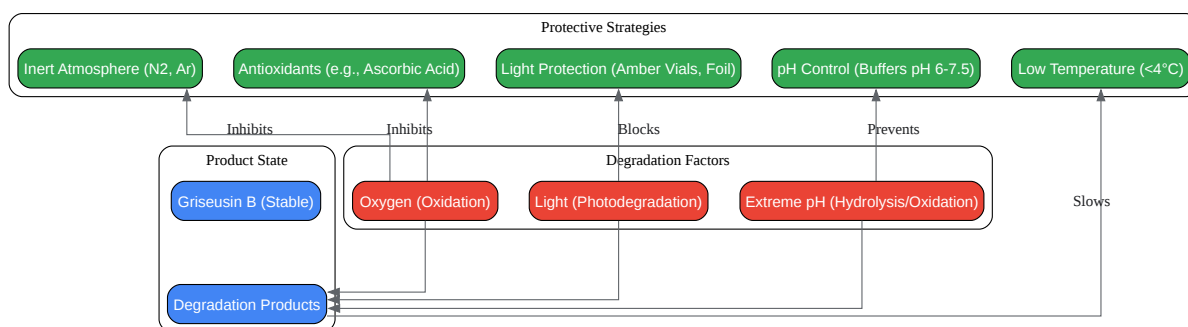 Protective Strategies
Inert Atmosphere (N2, Ar)
Antioxidants (e.g., Ascorbic Acid)
Light Protection (Amber Vials, Foil)
pH Control (Buffers pH 6-7.5)
Low Temperature (<4°C)
Inhibits
Inhibits
Blocks
Prevents
Product State
Degradation Factors
Griseusin B (Stable)
Oxygen (Oxidation)
Light (Photodegradation)
Extreme pH (Hydrolysis/Oxidation)
Slows
Degradation Products